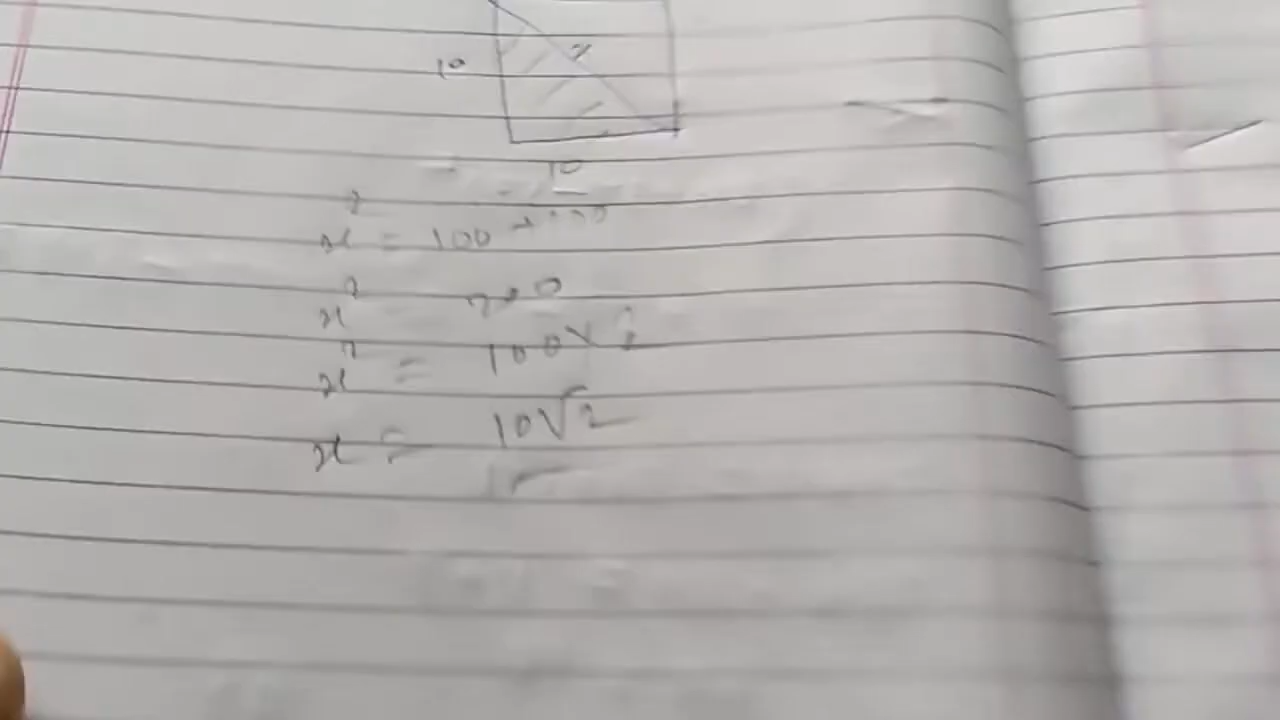 x
10
10
x² = 100 + 100
x² 200
x² = 100 × 2
x = 10√2